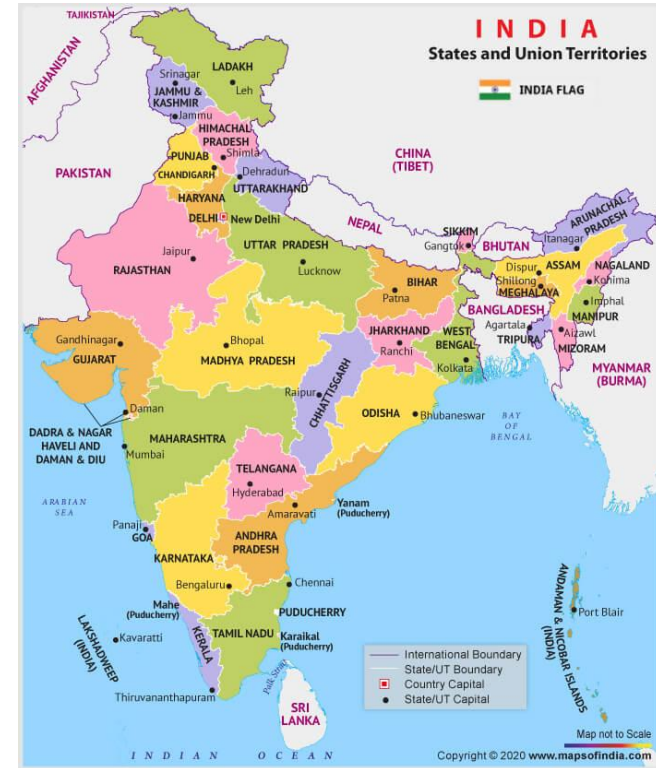 INDIA
States and Union Territories
INDIA FLAG
TAJIKISTAN
AFGHANISTAN
PAKISTAN
CHINA
(TIBET)
NEPAL
BHUTAN
BANGLADESH
MYANMAR
(BURMA)
SRI
LANKA
LADAKH
Leh
Srinagar
JAMMU &
KASHMIR
Jammu
HIMACHAL
PRADESH
Shimla
PUNJAB
CHANDIGARH
Dehradun
UTTARAKHAND
HARYANA
DELHI
New Delhi
UTTAR PRADESH
Lucknow
Jaipur
RAJASTHAN
BIHAR
Patna
SIKKIM
Gangtok
ARUNACHAL
PRADESH
Itanagar
Dispur
ASSAM
Shillong
MEGHALAYA
NAGALAND
Kohima
Imphal
MANIPUR
Agartala
TRIPURA
Aizawl
MIZORAM
JHARKHAND
Ranchi
WEST
BENGAL
Kolkata
Gandhinagar
GUJARAT
Bhopal
MADHYA PRADESH
Raipur
CHHATTISGARH
ODISHA
Bhubaneswar
Daman
DADRA & NAGAR
HAVELI AND
DAMAN & DIU
MAHARASHTRA
Mumbai
TELANGANA
Hyderabad
Amaravati
Yanam
(Puducherry)
ANDHRA
PRADESH
Panaji
GOA
KARNATAKA
Bengaluru
Chennai
Mahe
(Puducherry)
PUDUCHERRY
TAMIL NADU
Karaikal
(Puducherry)
KERALA
Thiruvananthapuram
Kavaratti
LAKSHADWEEP
(INDIA)
Palk Strait
ARABIAN
SEA
BAY
OF
BENGAL
ANDAMAN & NICOBAR ISLANDS
(INDIA)
Port Blair
INDIAN OCEAN
International Boundary
State/UT Boundary
Country Capital
State/UT Capital
Map not to Scale
Copyright © 2020 www.mapsofindia.com